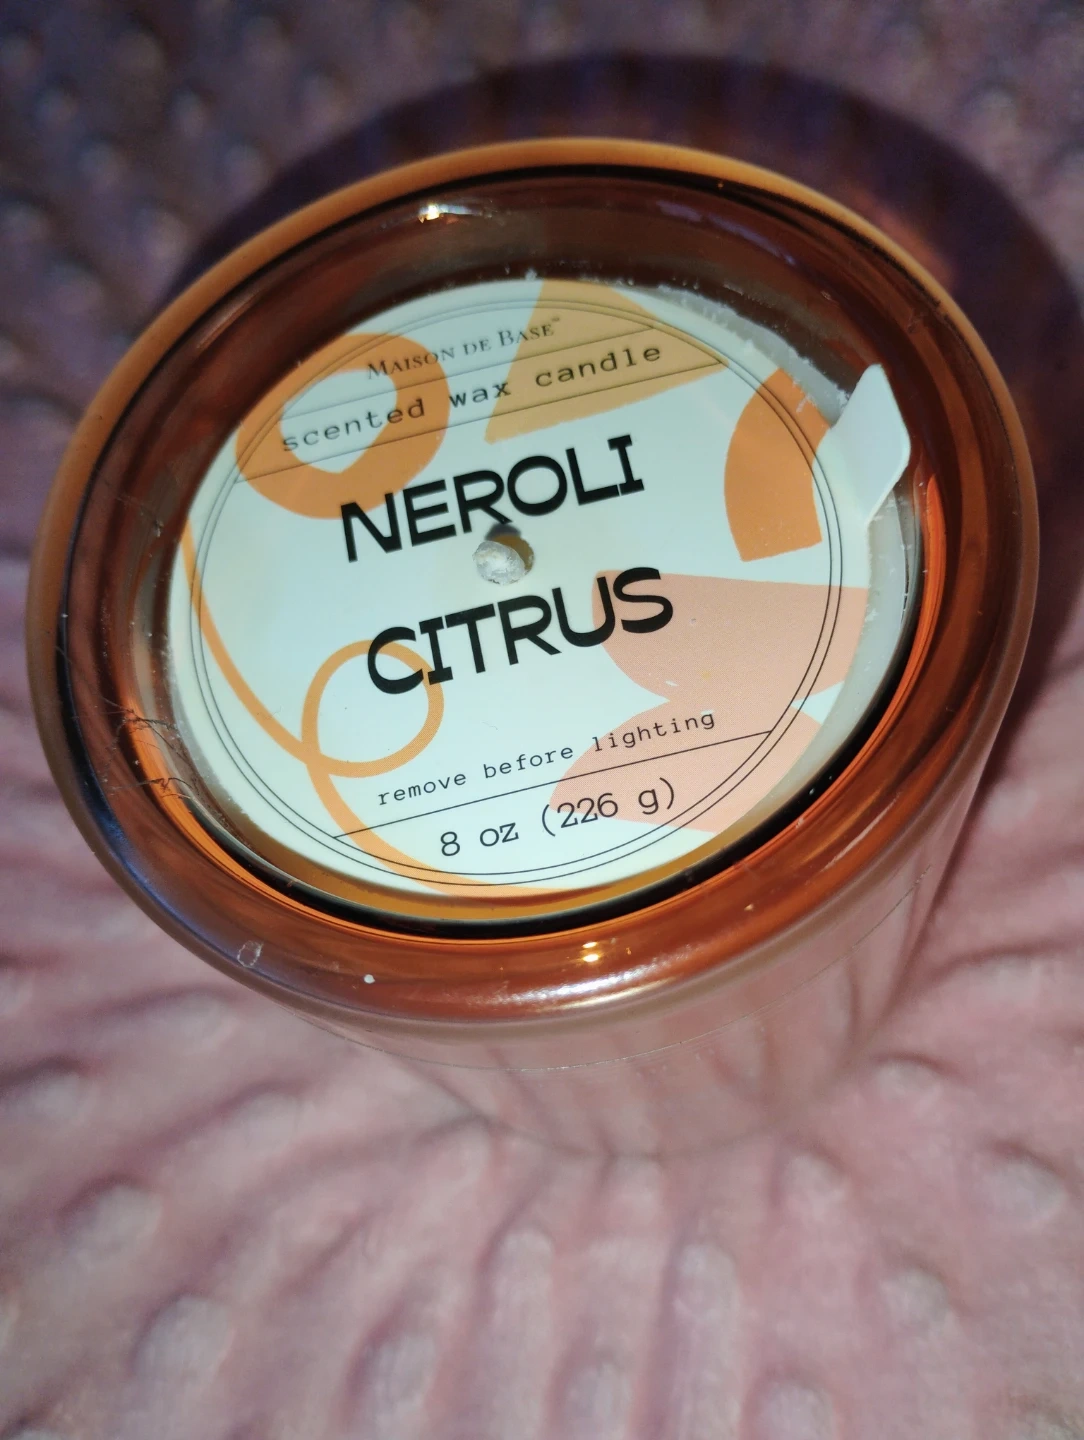 MAISON DE BASE™
scented wax candle
NEROLI
CITRUS
remove before lighting
8 oz (226 g)